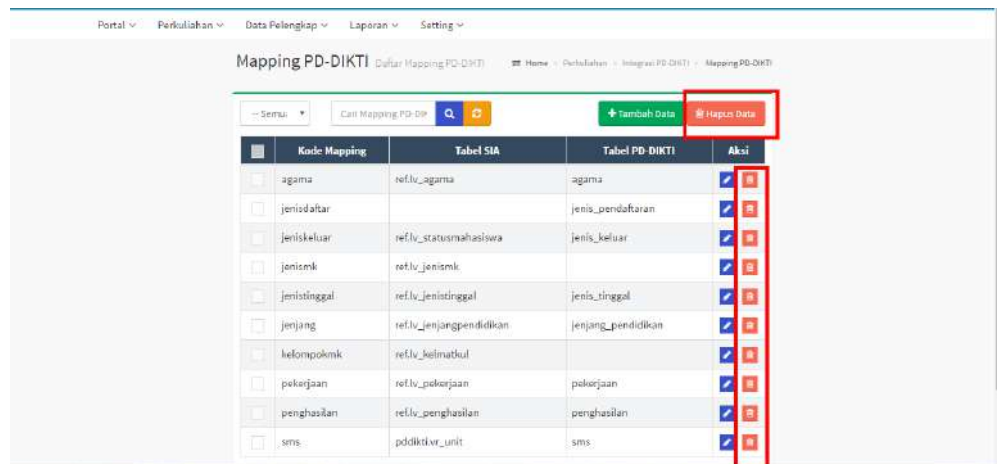 Portal Perkuliahan Data Pelengkap Laporan Setting
Mapping PD-DIKTI Daftar Mapping PD-DIKTI Home Perkuliahan Integrasi PD-DIKTI Mapping PD-DIKTI
-- Semu Cari Mapping PD-DI Tambah Data Hapus Data
Kode Mapping Tabel SIA Tabel PD-DIKTI Aksi
agama ref.lv_agama agama
jenisdaftar jenis_pendaftaran
jeniskeluar ref.lv_statusmahasiswa jenis_keluar
jenismk ref.lv_jenismk
jenistinggal ref.lv_jenistinggal jenis_tinggal
jenjang ref.lv_jenjangpendidikan jenjang_pendidikan
kelompokmk ref.lv_kelmatkul
pekerjaan ref.lv_pekerjaan pekerjaan
penghasilan ref.lv_penghasilan penghasilan
sms pddikti.vr_unit sms